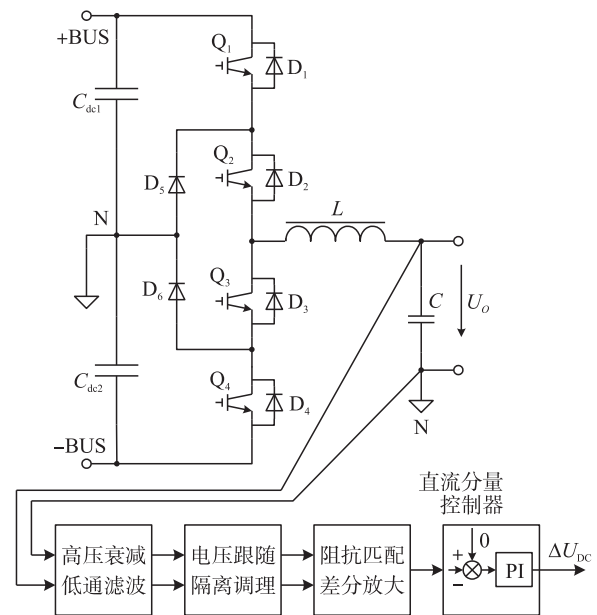 +BUS
Q1
D1
Cdc1
Q2
D5
D2
N
L
Q3
D6
D3
C
UO
Cdc2
Q4
D4
N
−BUS
直流分量
控制器
高压衰减
低通滤波
电压跟随
隔离调理
阻抗匹配
差分放大
+
0
−
PI
ΔUDC